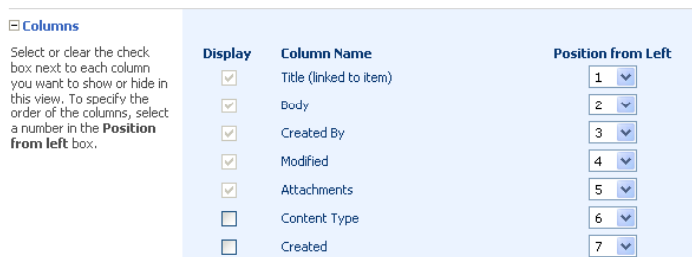 Columns
Select or clear the check
box next to each column
you want to show or hide in
this view. To specify the
order of the columns, select
a number in the Position
from left box.
Display Column Name Position from Left
Title (linked to item) 1
Body 2
Created By 3
Modified 4
Attachments 5
Content Type 6
Created 7